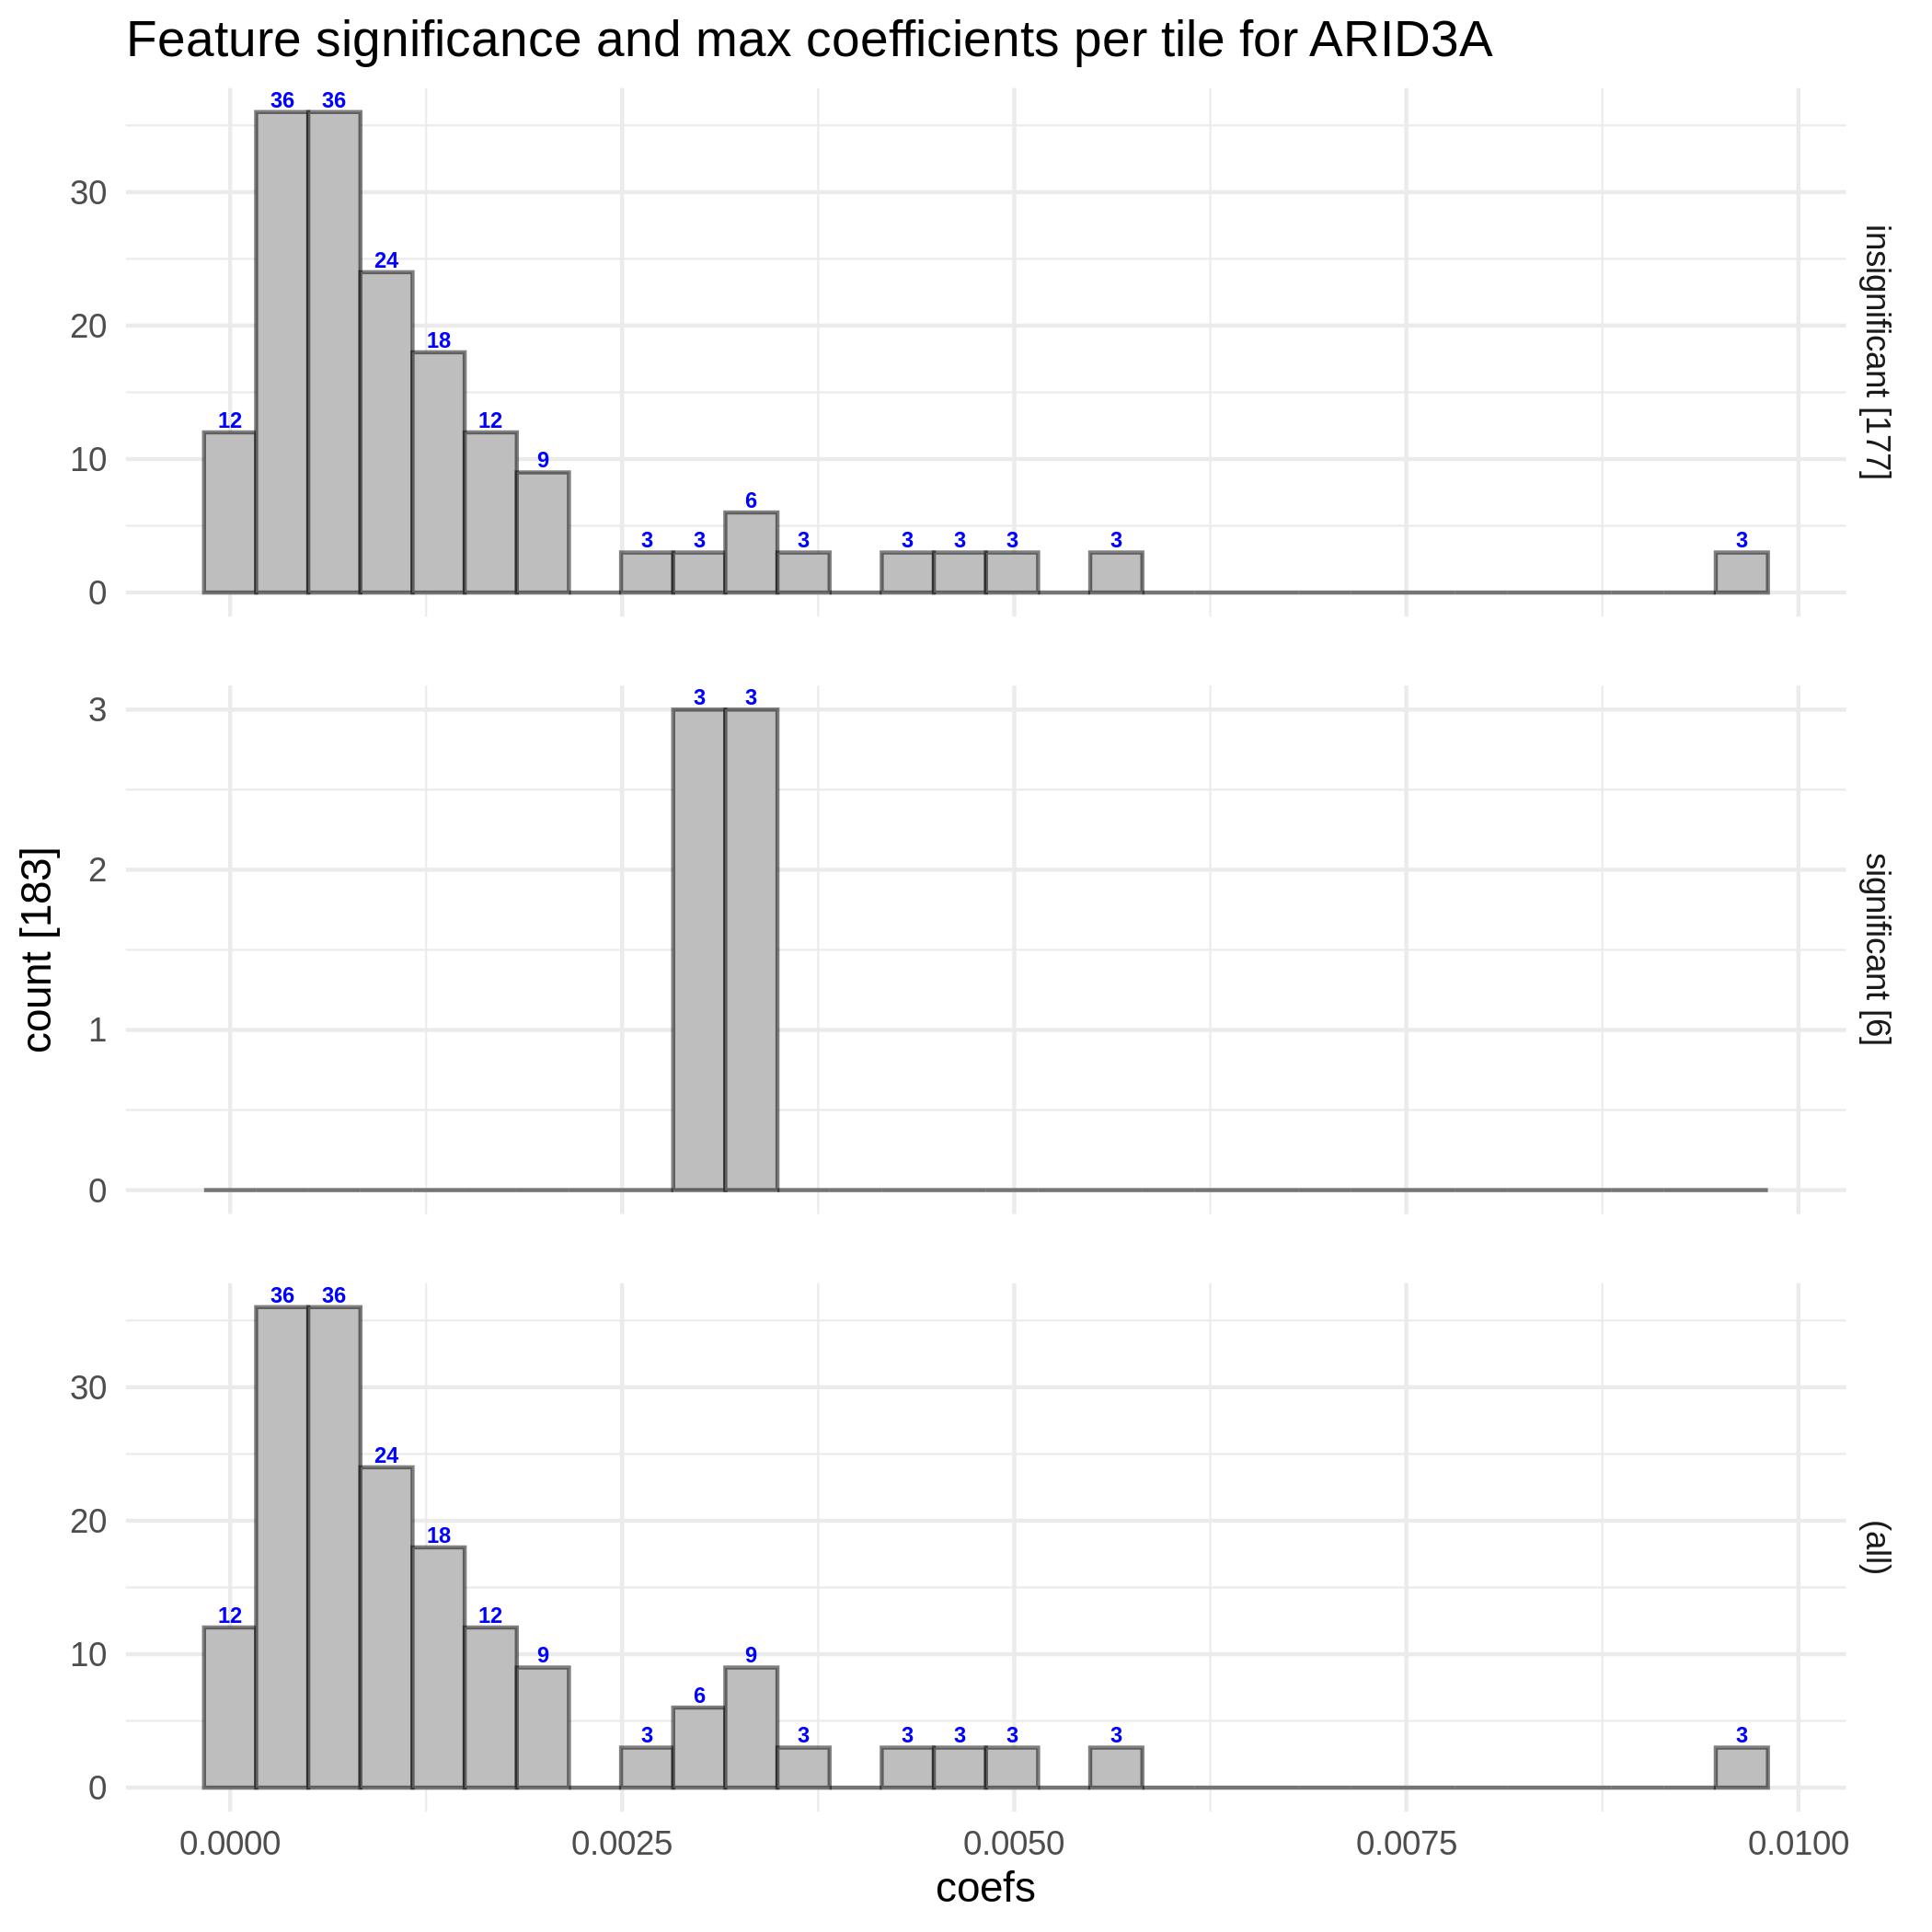 Feature significance and max coefficients per tile for ARID3A
36 36
30
24
20
18
12 12
10
9
6
3 3 3 3 3 3 3 3
0
insignificant [177]
3 3
3
2
1
0
significant [6]
count [183]
36 36
30
24
20
18
12 12
10
9 9
6
3 3 3 3 3 3 3
0
(all)
0.0000 0.0025 0.0050 0.0075 0.0100
coefs